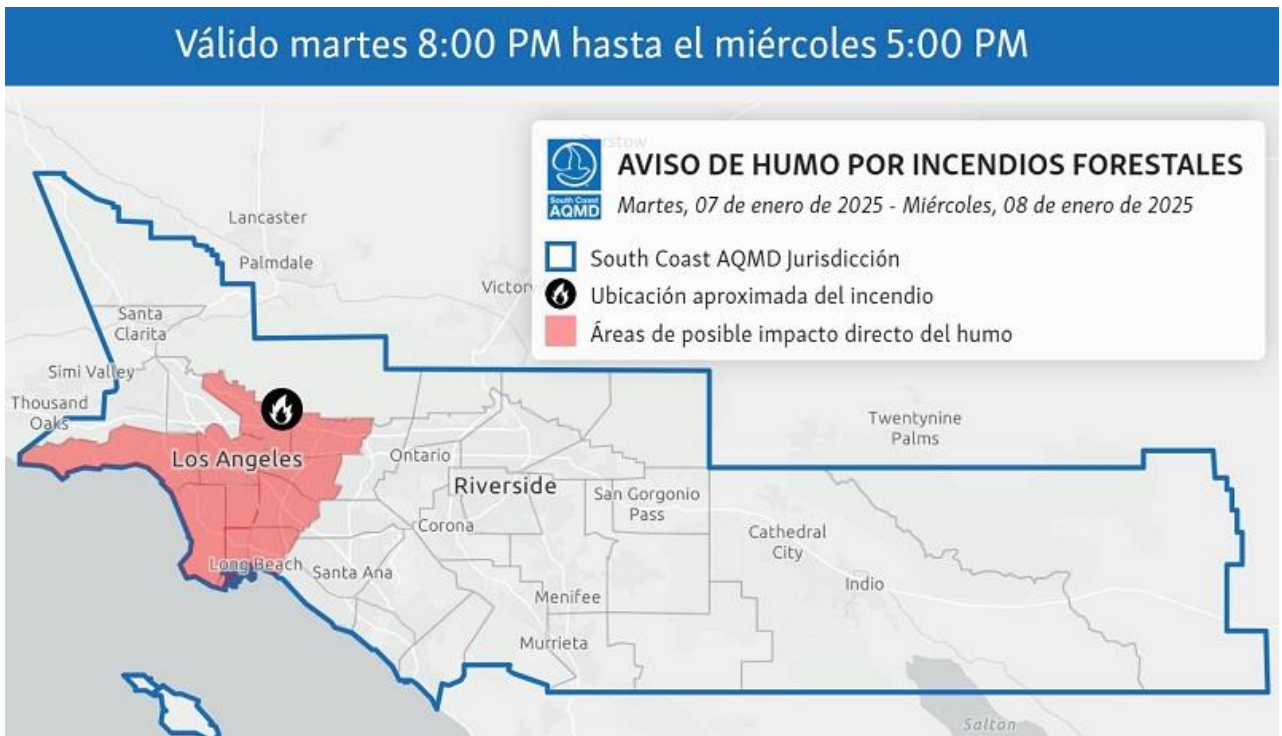 Válido martes 8:00 PM hasta el miércoles 5:00 PM
AVISO DE HUMO POR INCENDIOS FORESTALES
Martes, 07 de enero de 2025 - Miércoles, 08 de enero de 2025
South Coast
AQMD
South Coast AQMD Jurisdicción
Ubicación aproximada del incendio
Áreas de posible impacto directo del humo
Lancaster
Palmdale
Victor
Santa
Clarita
Simi Valley
Thousand
Oaks
Los Angeles
Ontario
Riverside
San Gorgonio
Pass
Twentynine
Palms
Corona
Cathedral
City
Long Beach
Santa Ana
Indio
Menifee
Murrieta
Salton